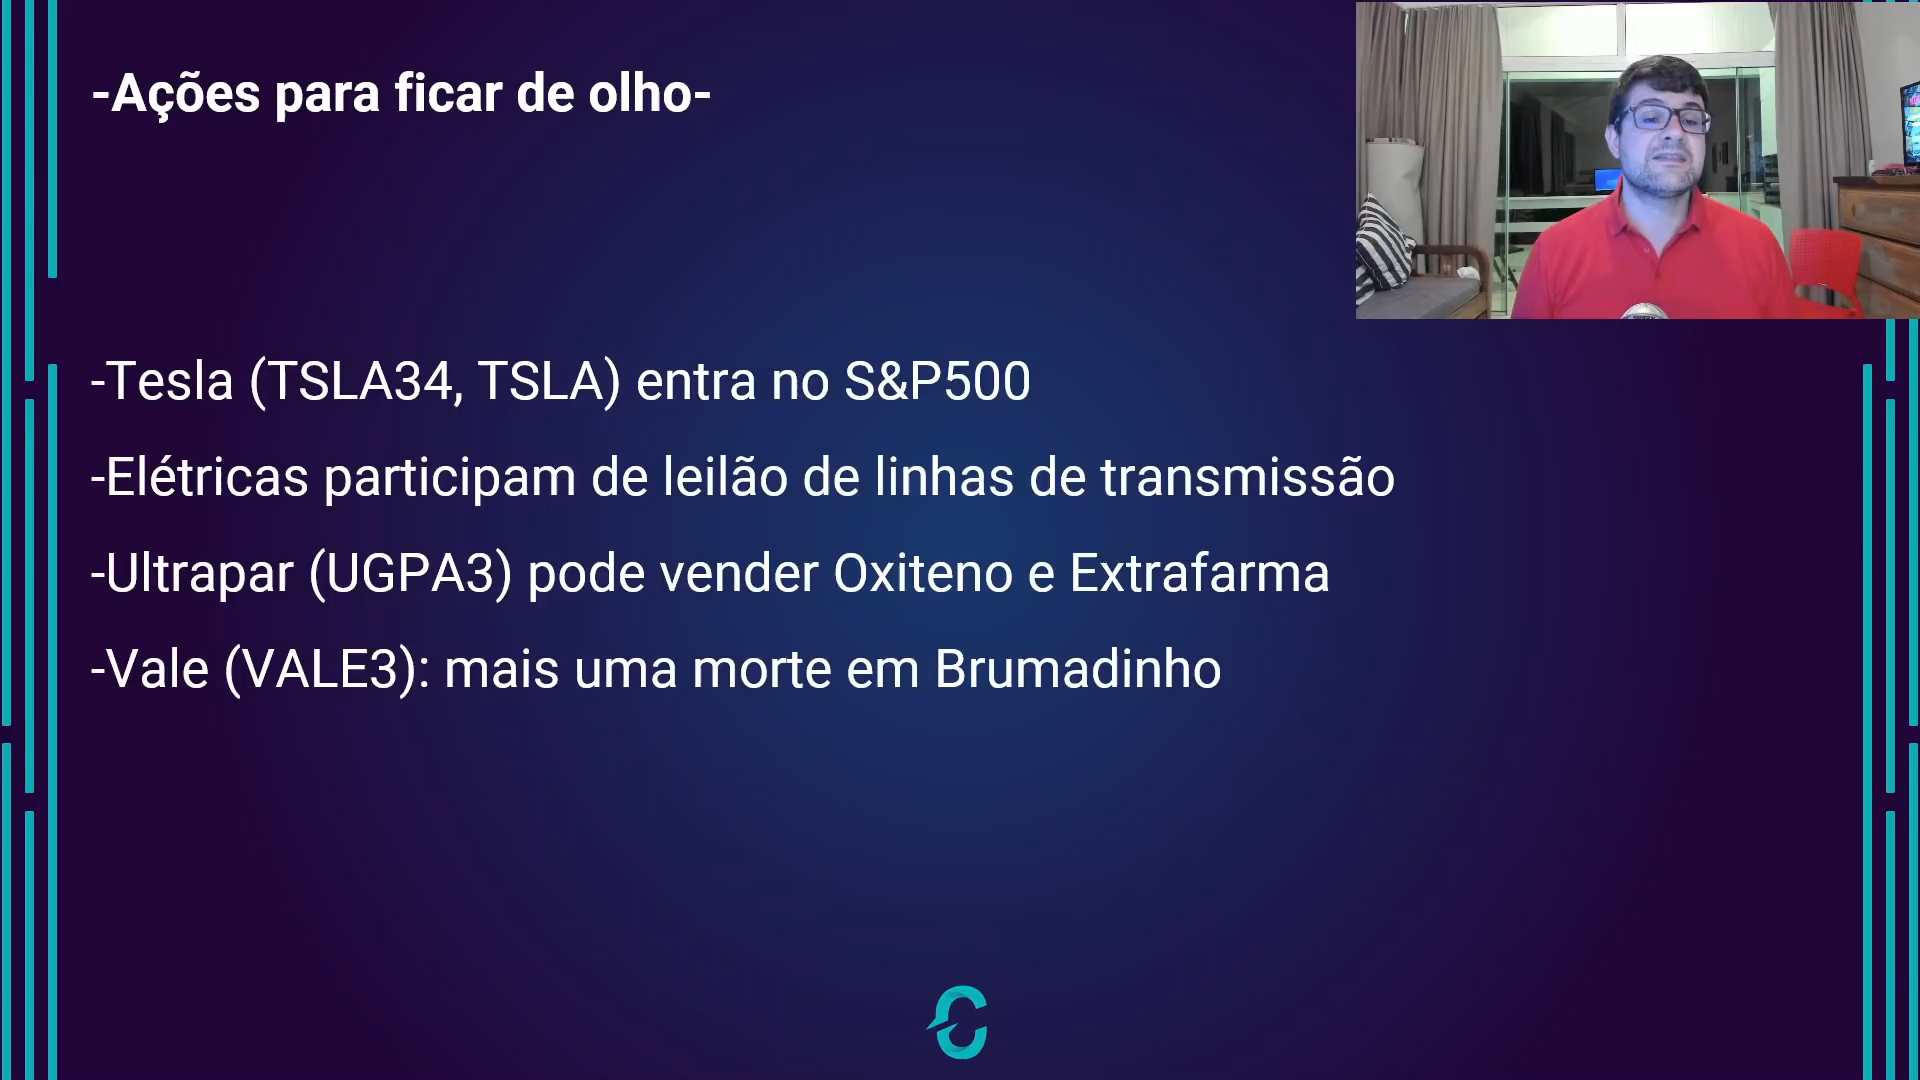 -Ações para ficar de olho-
-Tesla (TSLA34, TSLA) entra no S&P500
-Elétricas participam de leilão de linhas de transmissão
-Ultrapar (UGPA3) pode vender Oxiteno e Extrafarma
-Vale (VALE3): mais uma morte em Brumadinho